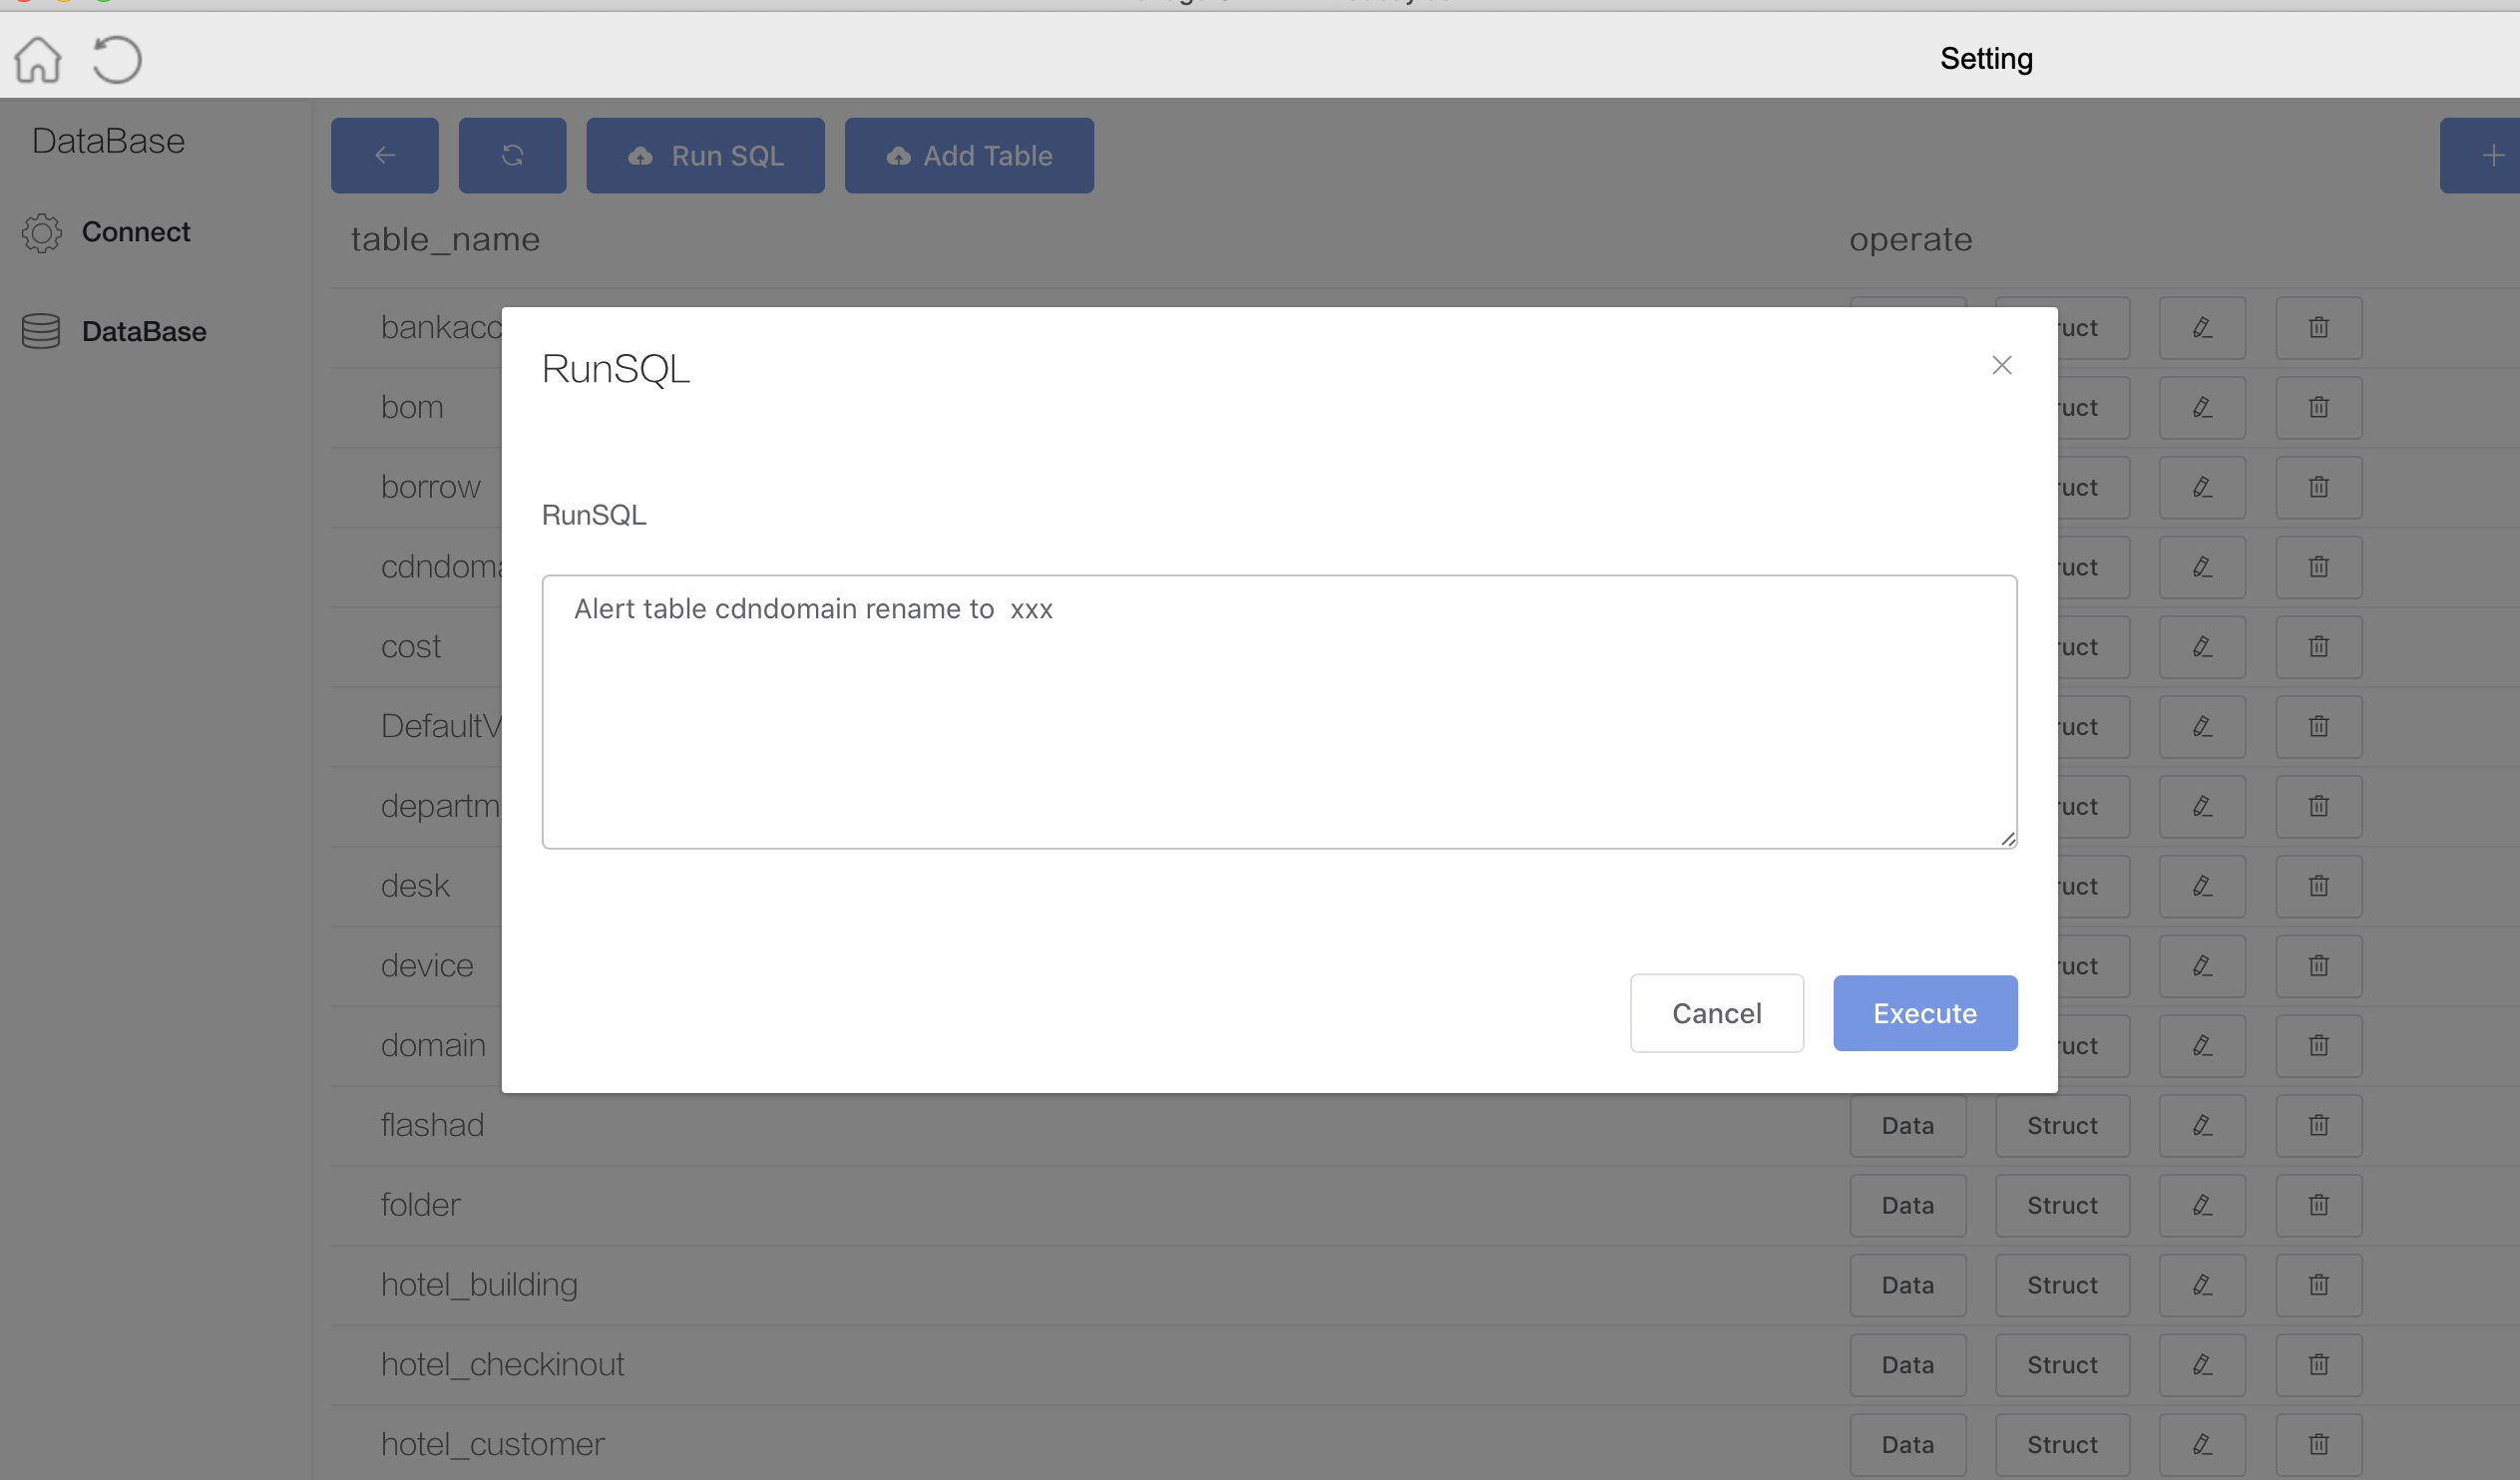 Setting
DataBase
Connect
DataBase
Run SQL
Add Table
table_name
operate
bankacc
bom
borrow
cdndoma
cost
DefaultV
departm
desk
device
domain
RunSQL
RunSQL
Alert table cdndomain rename to  xxx
Cancel
Execute
uct
uct
uct
uct
uct
uct
uct
uct
uct
uct
flashad Data Struct
folder Data Struct
hotel_building Data Struct
hotel_checkinout Data Struct
hotel_customer Data Struct